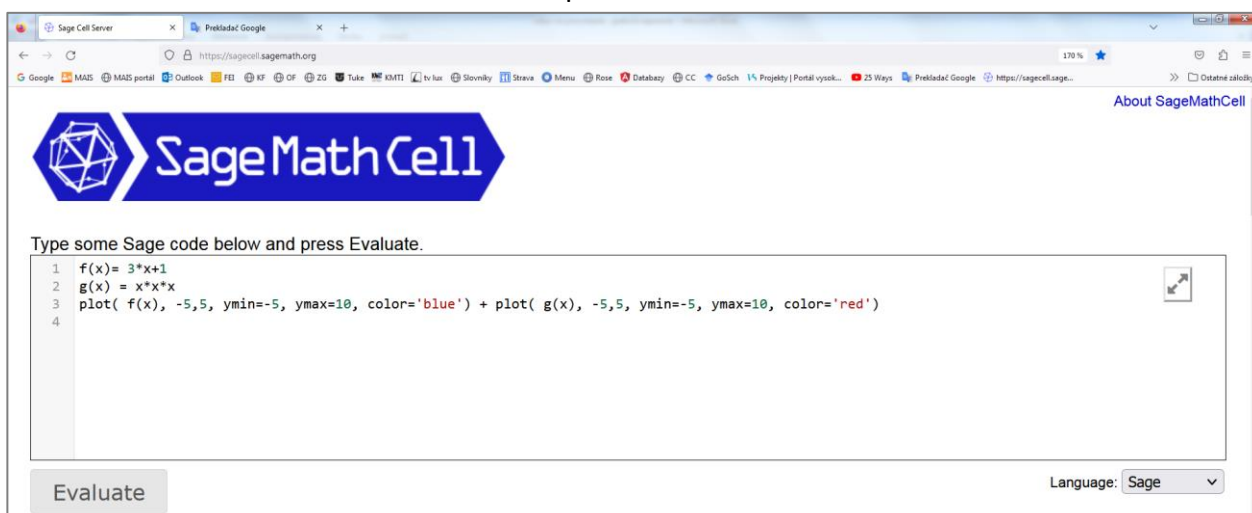 Sage Cell Server × Prekladač Google × +
https://sagecell.sagemath.org 170 %
Google MAIS MAIS portál Outlook FEI KF OF ZG Tuke KMTI tv lux Slovníky Strava Menu Rose Databazy CC GoSch Projekty | Portál vysok... 25 Ways Prekladač Google https://sagecell.sage... Ostatné záložky
About SageMathCell
SageMathCell
Type some Sage code below and press Evaluate.
1 f(x)= 3*x+1
2 g(x) = x*x*x
3 plot( f(x), -5,5, ymin=-5, ymax=10, color='blue') + plot( g(x), -5,5, ymin=-5, ymax=10, color='red')
4
Evaluate
Language: Sage